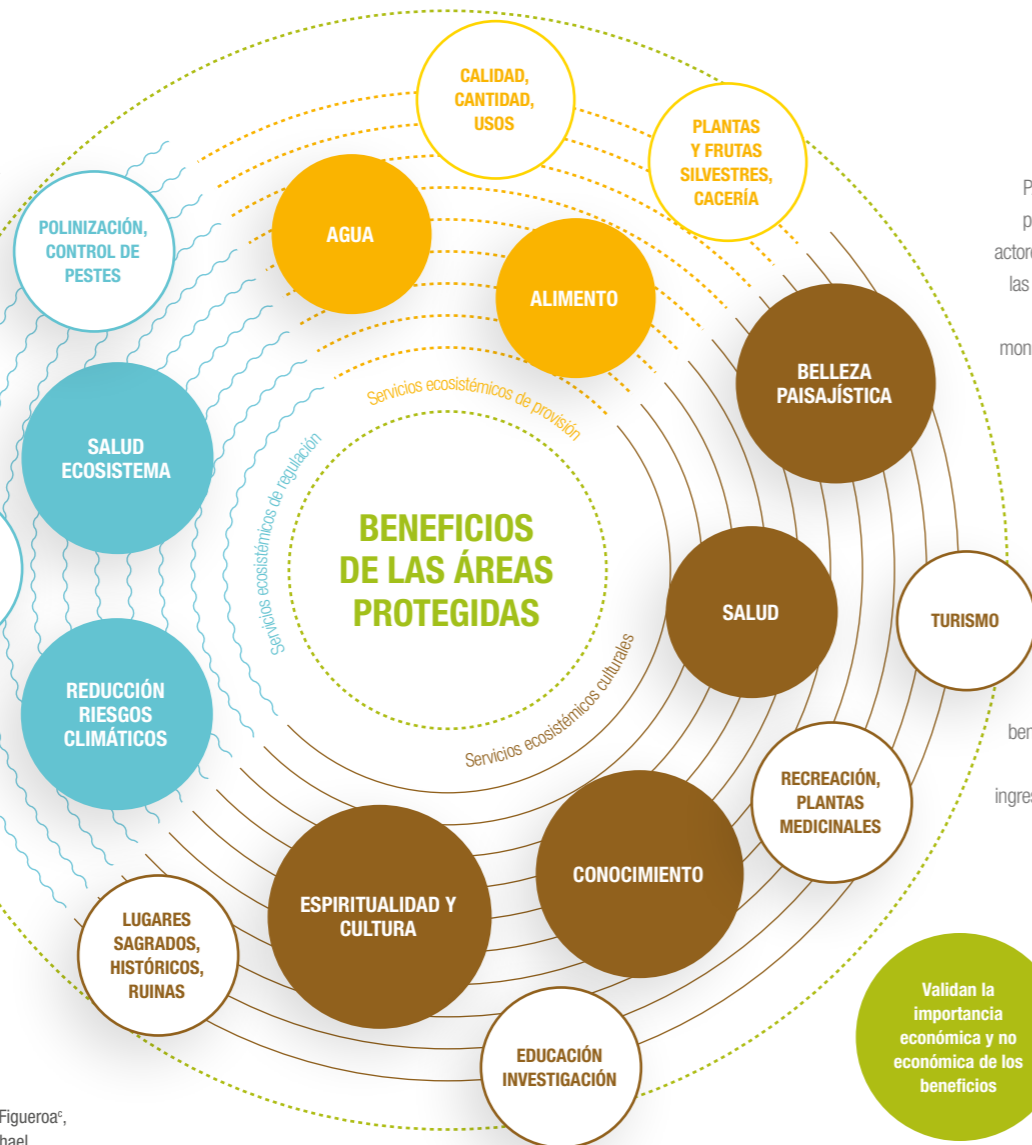 CALIDAD,
CANTIDAD,
USOS
PLANTAS
Y FRUTAS
SILVESTRES,
CACERÍA
POLINIZACIÓN,
CONTROL DE
PESTES
AGUA
ALIMENTO
BELLEZA
PAISAJÍSTICA
SALUD
ECOSISTEMA
Servicios ecosistémicos de provisión
Servicios ecosistémicos de regulación
BENEFICIOS
DE LAS ÁREAS
PROTEGIDAS
Servicios ecosistémicos culturales
SALUD
TURISMO
REDUCCIÓN
RIESGOS
CLIMÁTICOS
RECREACIÓN,
PLANTAS
MEDICINALES
CONOCIMIENTO
ESPIRITUALIDAD Y
CULTURA
LUGARES
SAGRADOS,
HISTÓRICOS,
RUINAS
EDUCACIÓN
INVESTIGACIÓN
Validan la
importancia
económica y no
económica de los
beneficios
las
Figueroaᶜ,